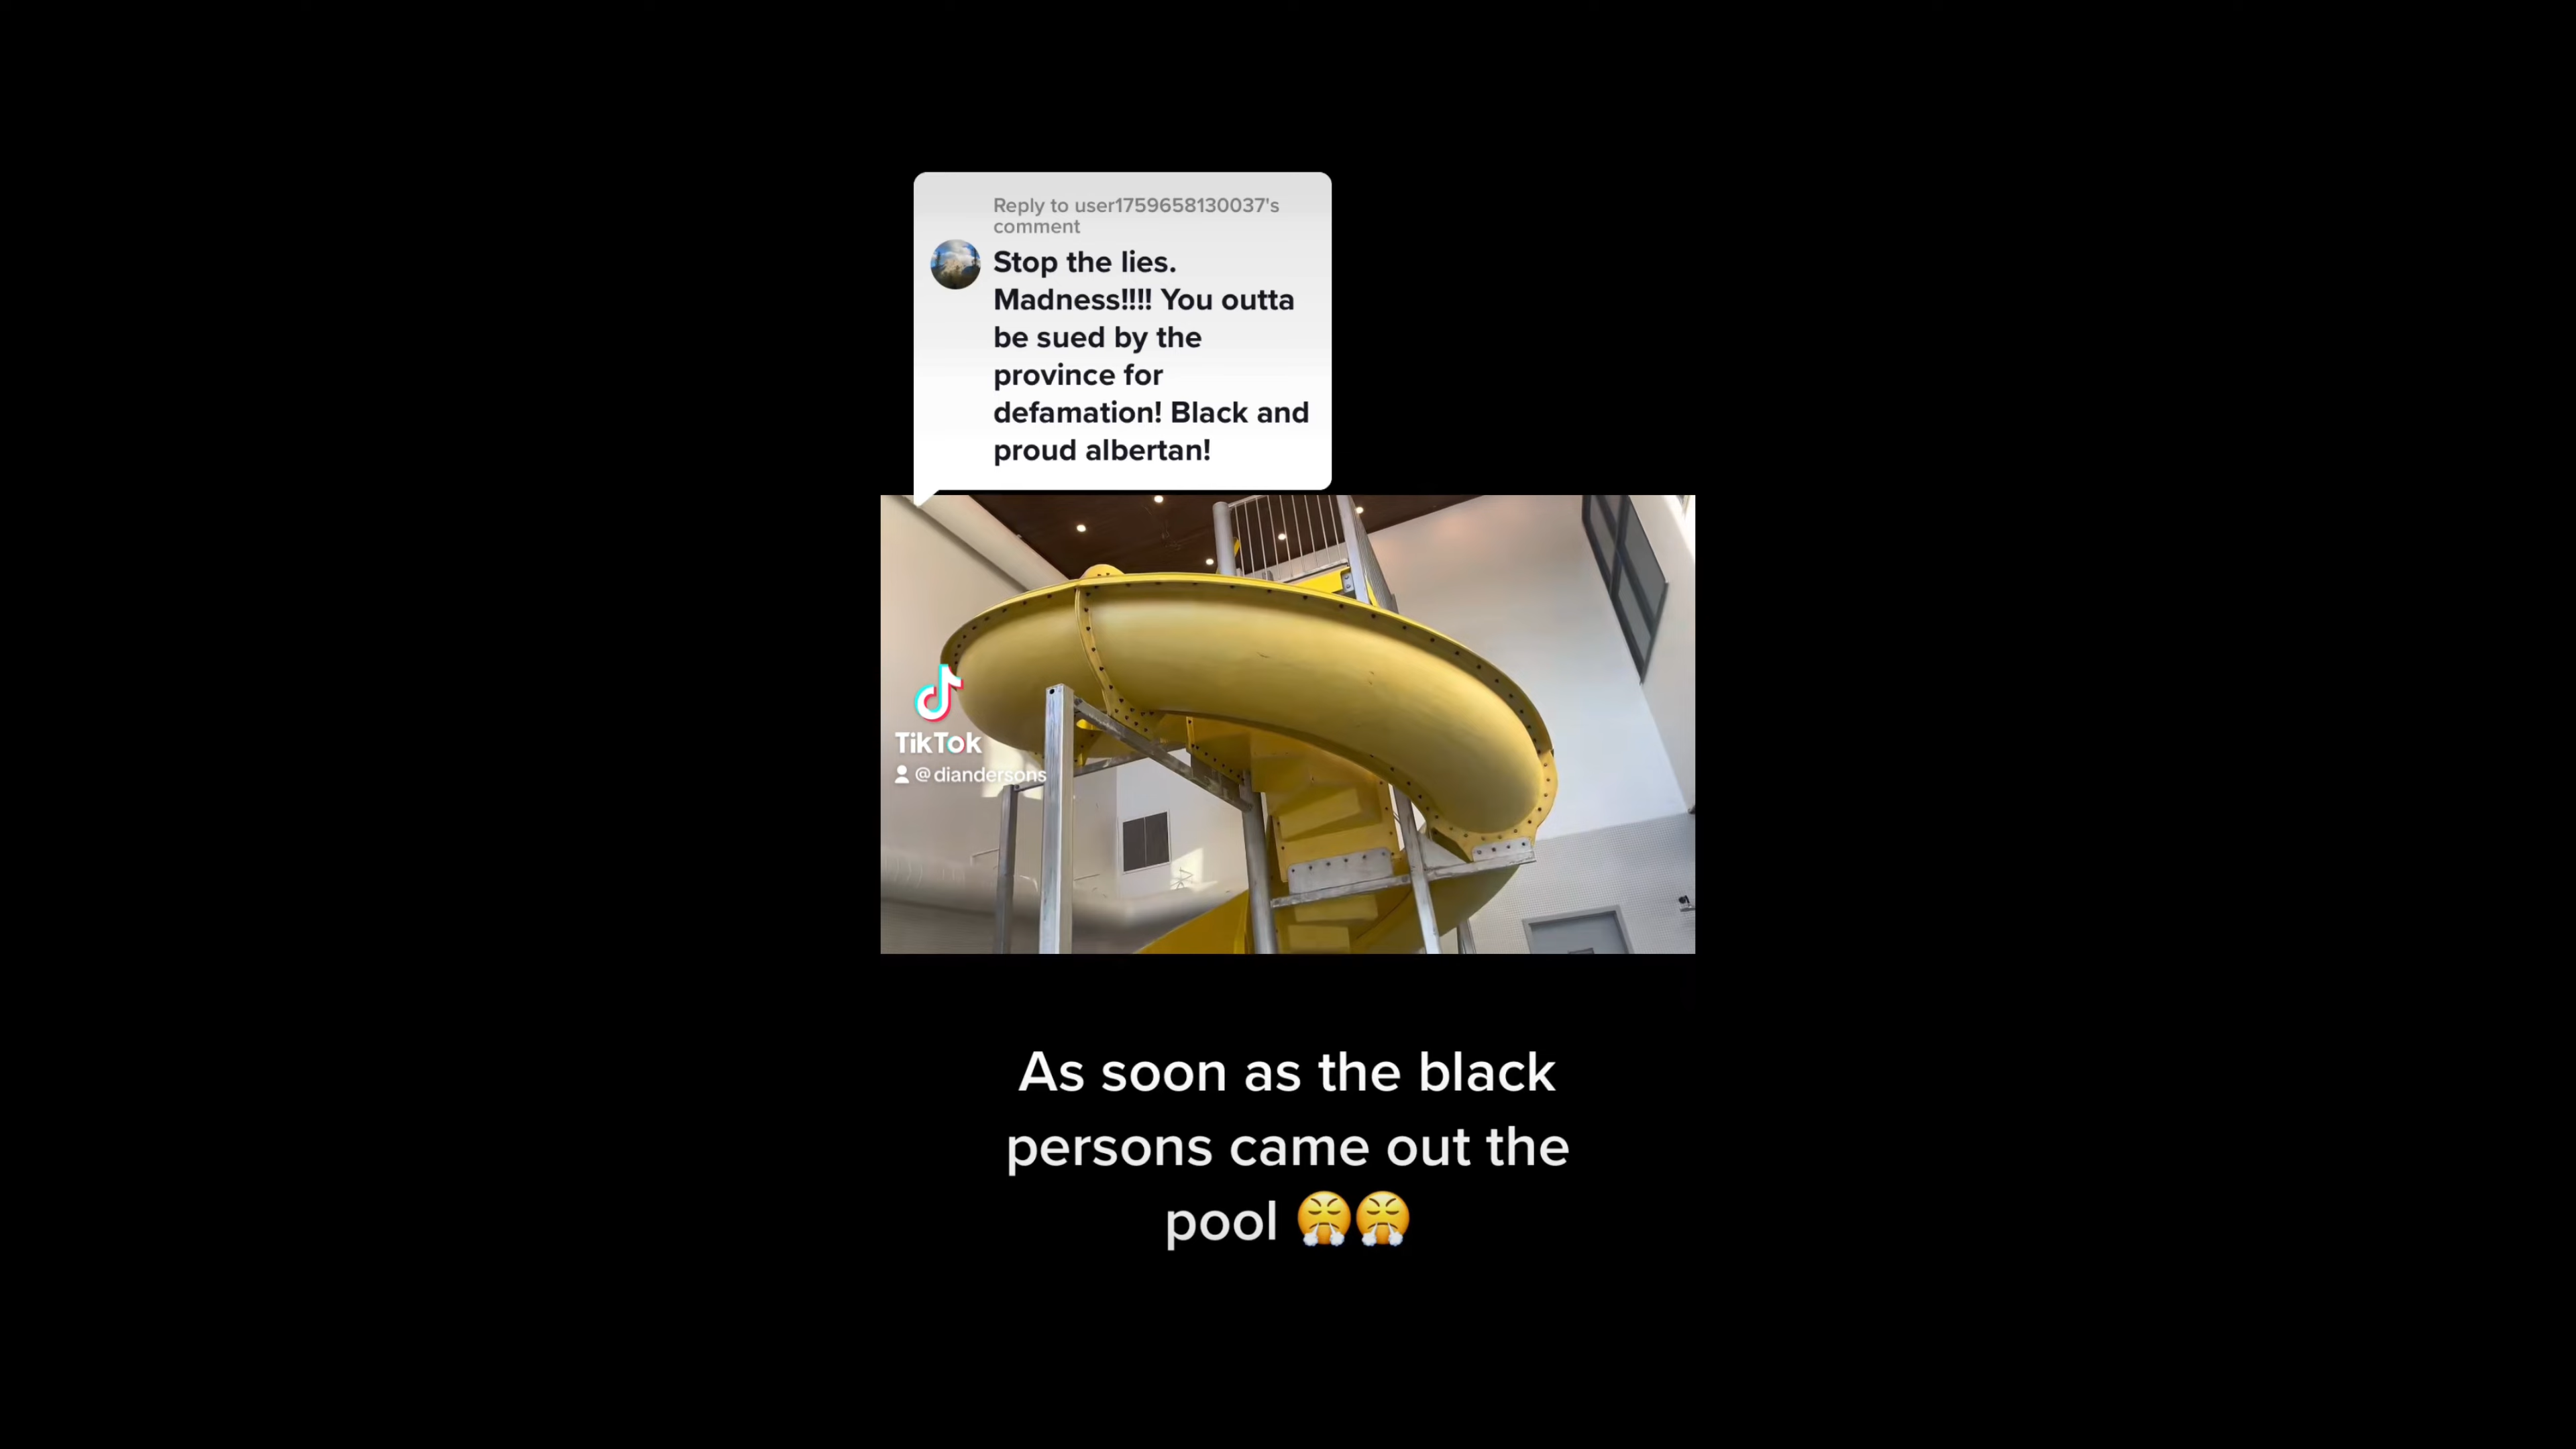 Reply to user1759658130037's
comment
Stop the lies.
Madness!!!! You outta
be sued by the
province for
defamation! Black and
proud albertan!
TikTok
@diandersons
As soon as the black
persons came out the
pool 😤😤